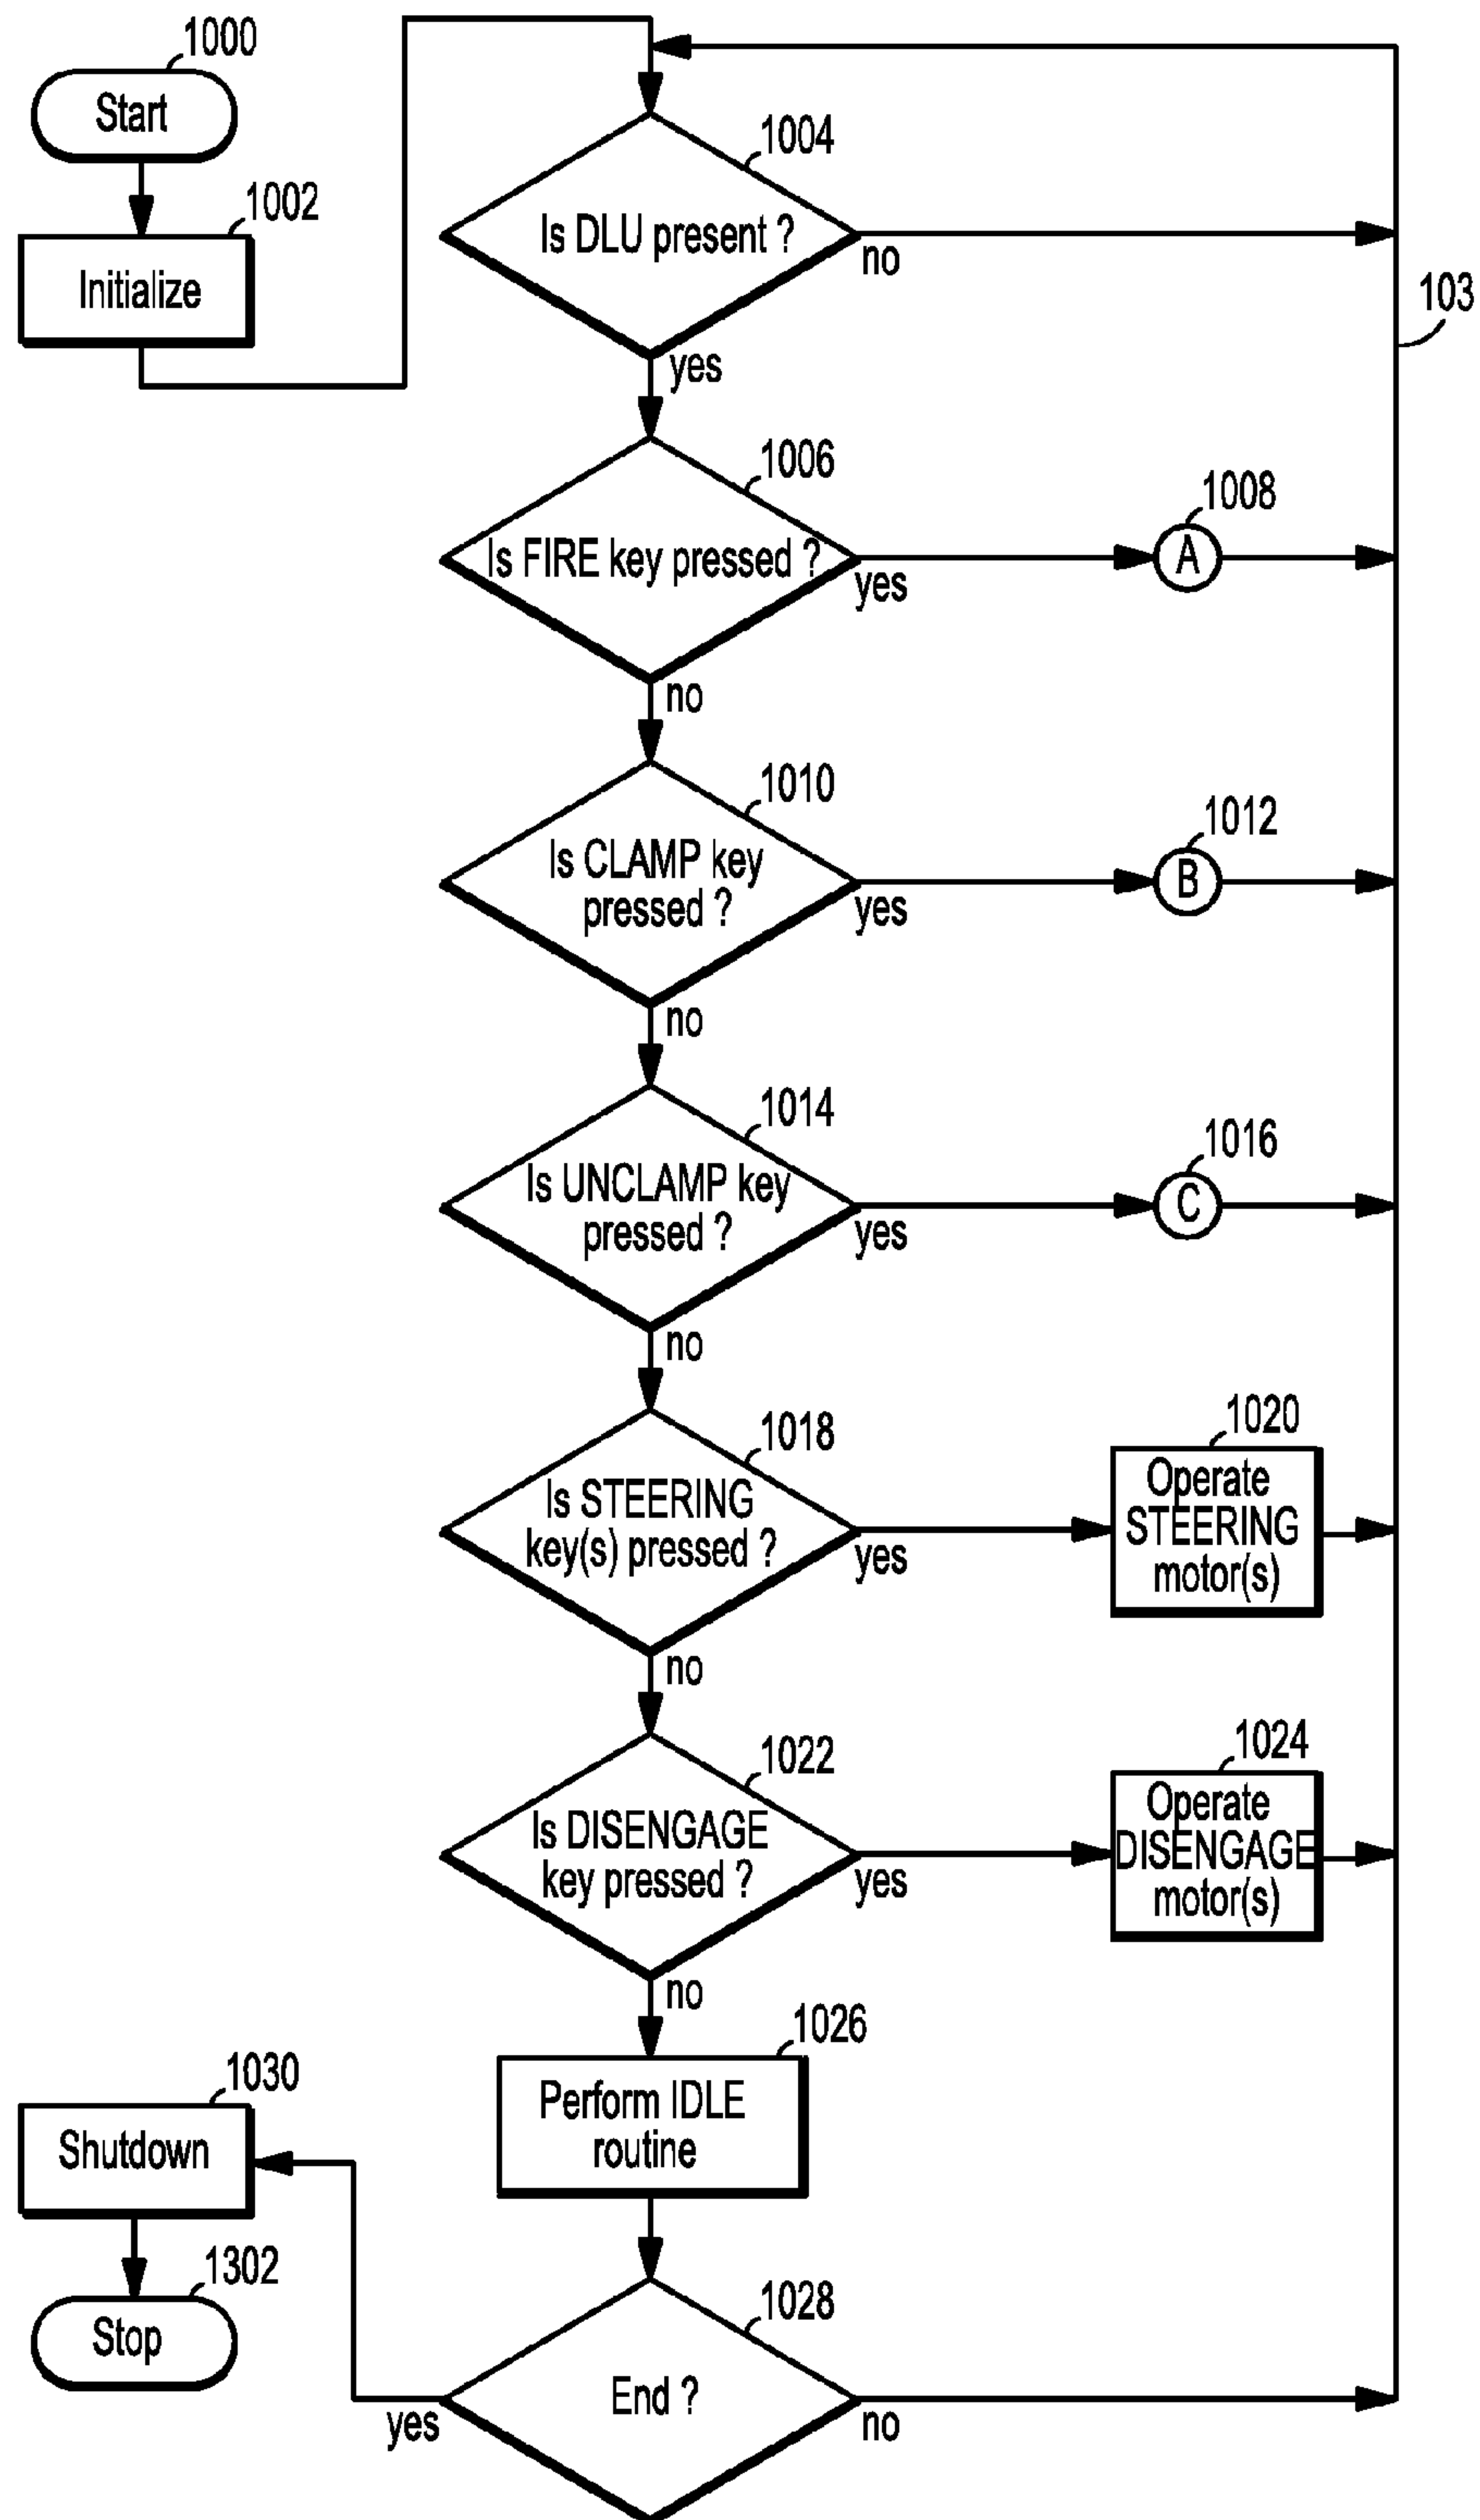 1000
Start
1002
Initialize
1004
Is DLU present ?
no
yes
103
1006
Is FIRE key pressed ?
yes
no
1008
A
1010
Is CLAMP key
pressed ?
yes
no
1012
B
1014
Is UNCLAMP key
pressed ?
yes
no
1016
C
1018
Is STEERING
key(s) pressed ?
yes
no
1020
Operate
STEERING
motor(s)
1022
Is DISENGAGE
key pressed ?
yes
no
1024
Operate
DISENGAGE
motor(s)
1026
Perform IDLE
routine
1028
End ?
yes
no
1030
Shutdown
1302
Stop